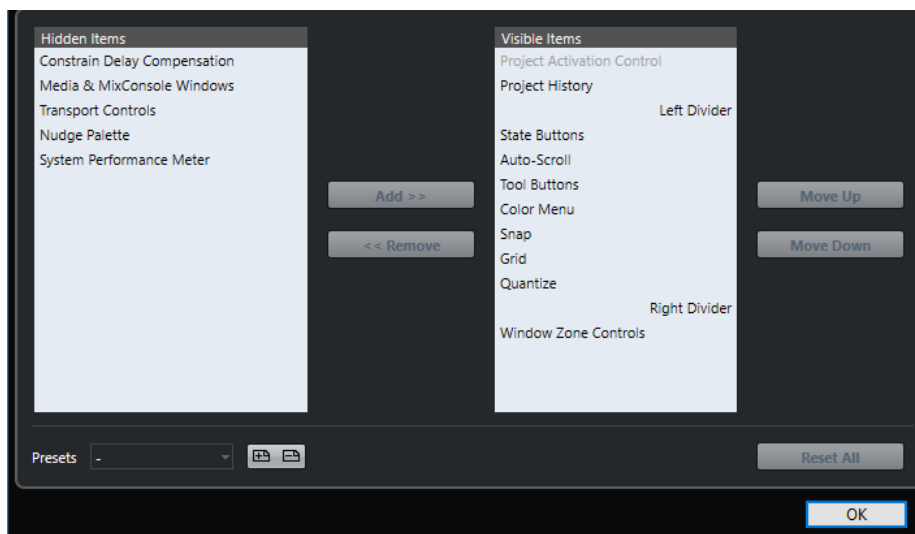 Hidden Items
Constrain Delay Compensation
Media & MixConsole Windows
Transport Controls
Nudge Palette
System Performance Meter
Add >>
<< Remove
Visible Items
Project Activation Control
Project History
Left Divider
State Buttons
Auto-Scroll
Tool Buttons
Color Menu
Snap
Grid
Quantize
Right Divider
Window Zone Controls
Move Up
Move Down
Presets -
Reset All
OK